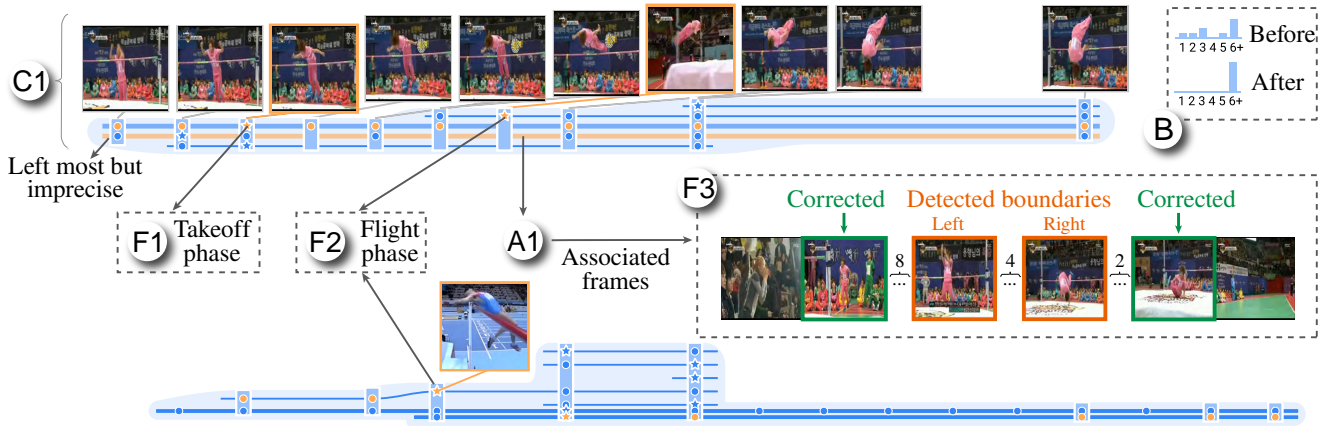 C1
Left most but
imprecise
F1
Takeoff
phase
F2
Flight
phase
A1
Associated
frames
B
Before
1 2 3 4 5 6+
After
1 2 3 4 5 6+
F3
Corrected
Detected boundaries
Left
Right
Corrected
8
...
4
...
2
...